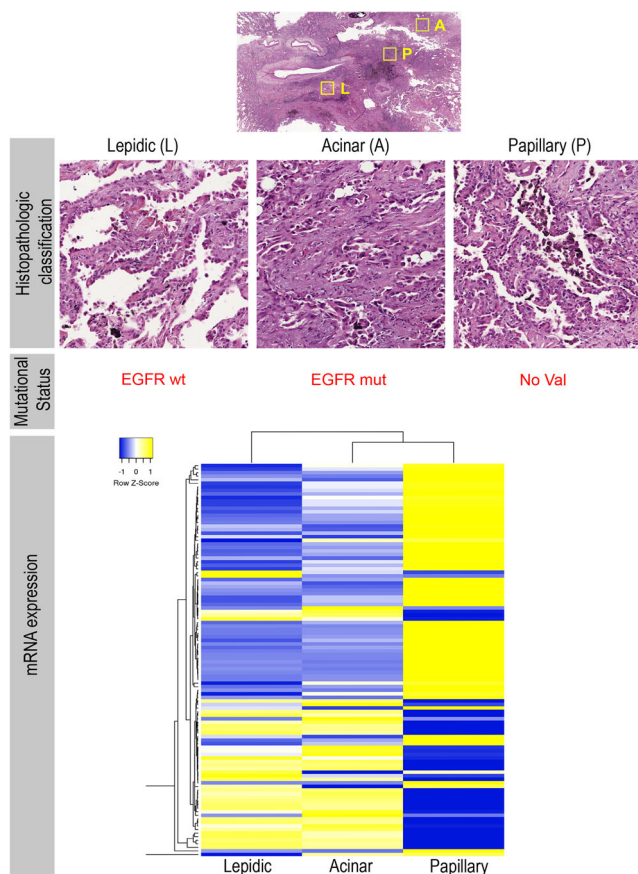 A
P
L
Lepidic (L)
Acinar (A)
Papillary (P)
Histopathologic
classification
EGFR wt
EGFR mut
No Val
Mutational
Status
-1 0 1
Row Z-Score
mRNA expression
Lepidic
Acinar
Papillary